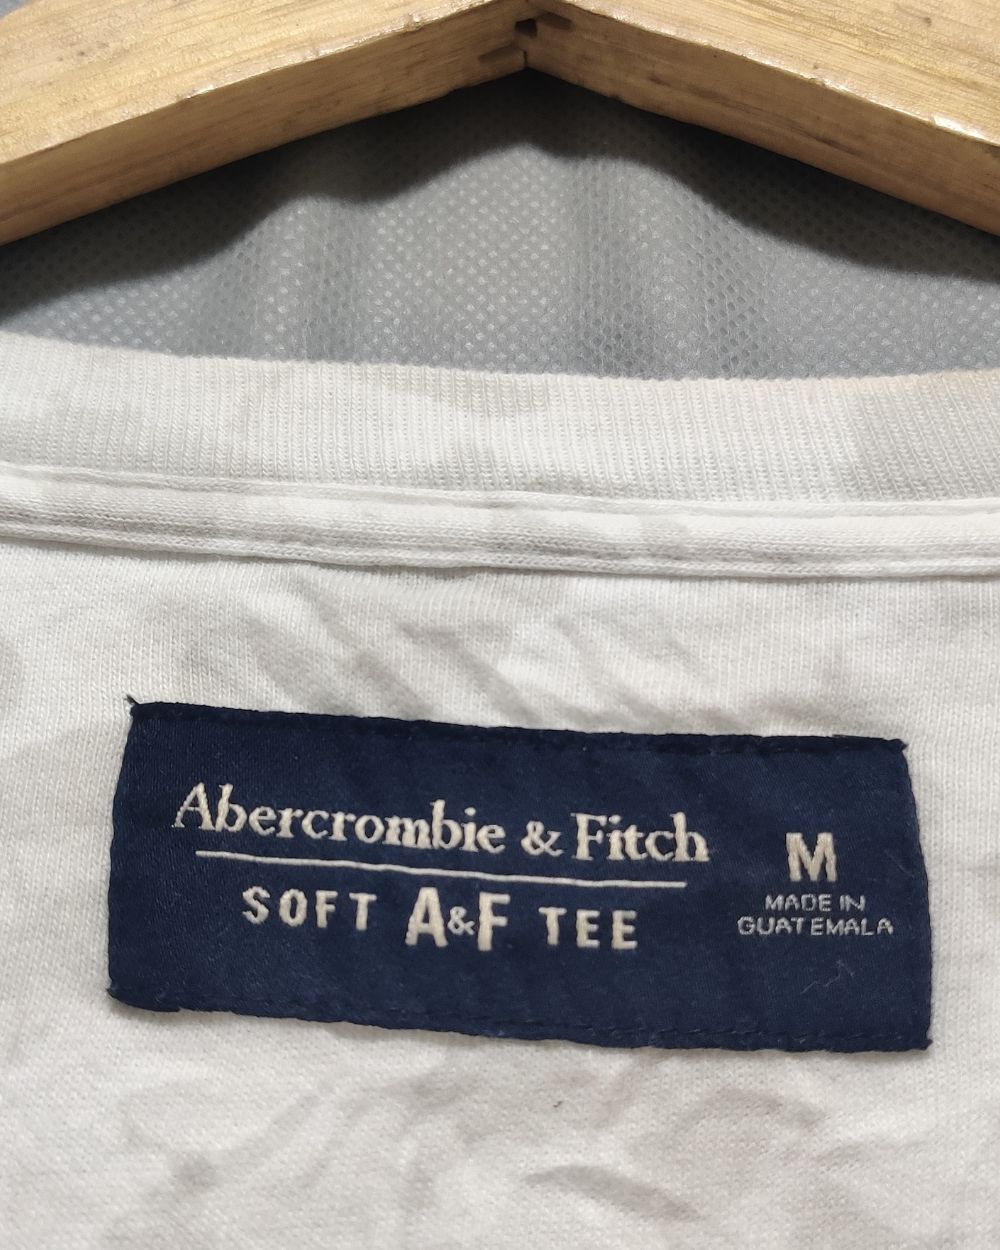 Abercrombie & Fitch
SOFT A&F TEE
M
MADE IN
GUATEMALA